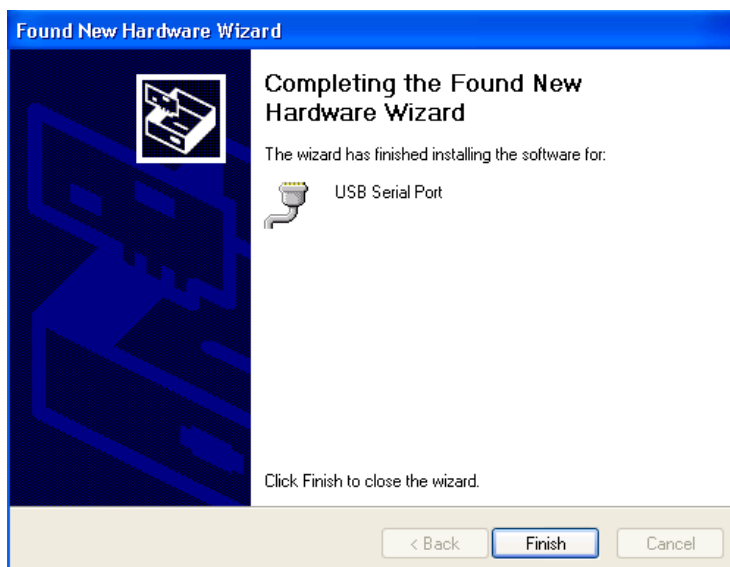 Found New Hardware Wizard
Completing the Found New
Hardware Wizard
The wizard has finished installing the software for:
USB Serial Port
Click Finish to close the wizard.
< Back
Finish
Cancel